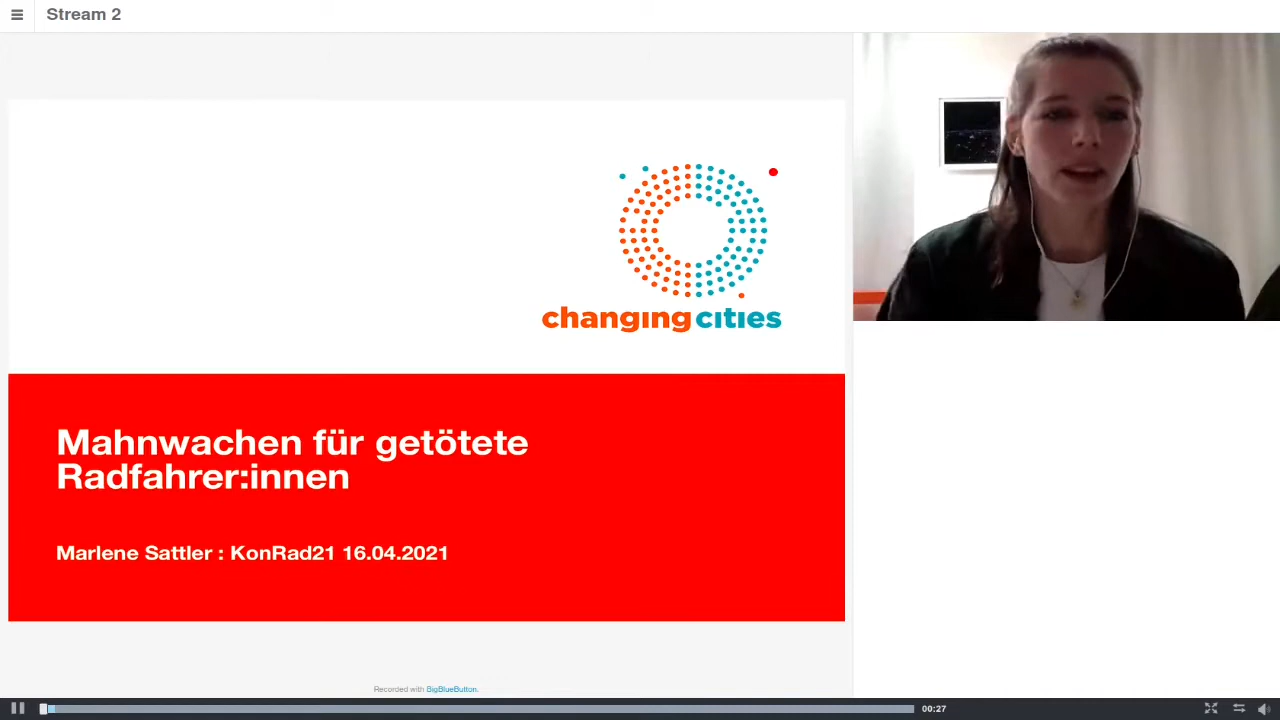 Stream 2
changing cities
Mahnwachen für getötete
Radfahrer:innen
Marlene Sattler : KonRad21 16.04.2021
Recorded with BigBlueButton.
00:27